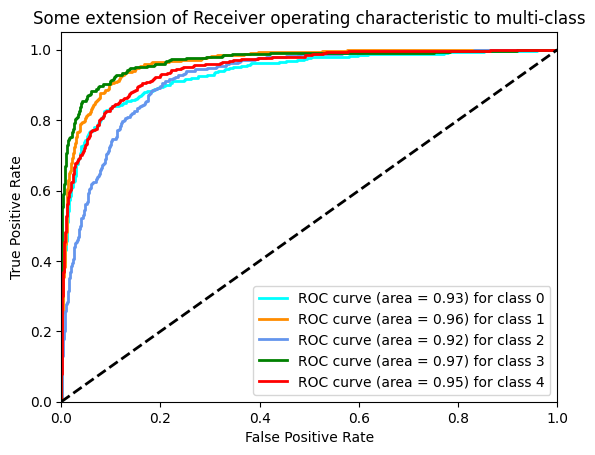 Some extension of Receiver operating characteristic to multi-class
True Positive Rate
1.0
0.8
0.6
0.4
0.2
0.0
ROC curve (area = 0.93) for class 0
ROC curve (area = 0.96) for class 1
ROC curve (area = 0.92) for class 2
ROC curve (area = 0.97) for class 3
ROC curve (area = 0.95) for class 4
0.0 0.2 0.4 0.6 0.8 1.0
False Positive Rate